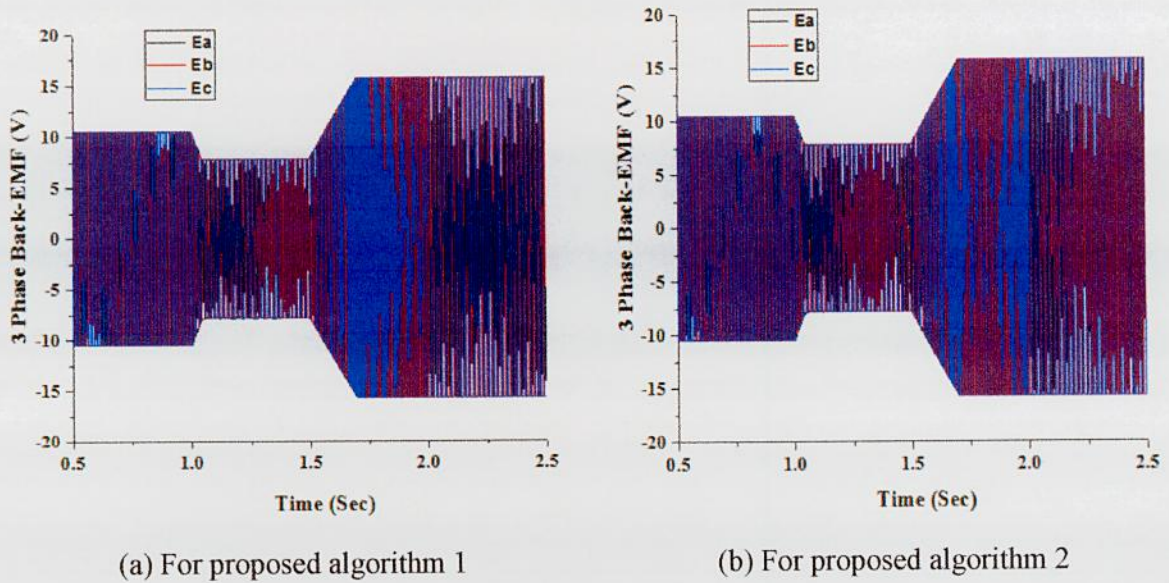 20
15
10
5
0
-5
-10
-15
-20
3 Phase Back-EMF (V)
Ea
Eb
Ec
0.5 1.0 1.5 2.0 2.5
Time (Sec)
(a) For proposed algorithm 1
20
15
10
5
0
-5
-10
-15
-20
3 Phase Back-EMF (V)
Ea
Eb
Ec
0.5 1.0 1.5 2.0 2.5
Time (Sec)
(b) For proposed algorithm 2